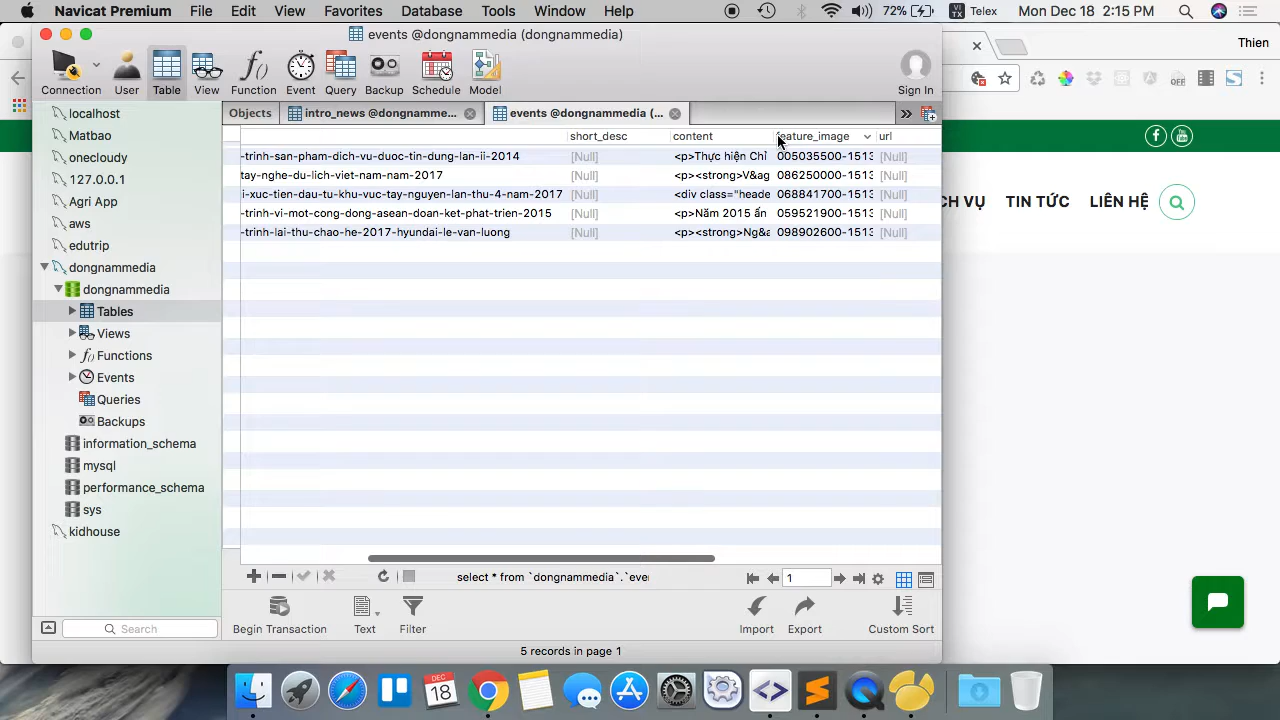 Navicat Premium File Edit View Favorites Database Tools Window Help 72% VI TX Telex Mon Dec 18 2:15 PM
events @dongnammedia (dongnammedia)
Thien
Connection User Table View Function Event Query Backup Schedule Model Sign In
Objects intro_news @dongnamme... events @dongnammedia (...
localhost
Matbao
onecloudy
127.0.0.1
Agri App
aws
edutrip
dongnammedia
dongnammedia
Tables
Views
Functions
Events
Queries
Backups
information_schema
mysql
performance_schema
sys
kidhouse
Search
short_desc content feature_image url
-trinh-san-pham-dich-vu-duoc-tin-dung-lan-ii-2014 [Null] <p>Thực hiện Chỉ 005035500-1513 [Null]
tay-nghe-du-lich-viet-nam-nam-2017 [Null] <p><strong>V&ag 086250000-1513 [Null]
i-xuc-tien-dau-tu-khu-vuc-tay-nguyen-lan-thu-4-nam-2017 [Null] <div class="heade 068841700-1513 [Null]
-trinh-vi-mot-cong-dong-asean-doan-ket-phat-trien-2015 [Null] <p>Năm 2015 ấn 059521900-1513 [Null]
-trinh-lai-thu-chao-he-2017-hyundai-le-van-luong [Null] <p><strong>Ng&a 098902600-1513 [Null]
select * from `dongnammedia`.`eve
1
Begin Transaction Text Filter Import Export Custom Sort
5 records in page 1
CH VỤ TIN TỨC LIÊN HỆ
OFF
You
Tube
DEC
18